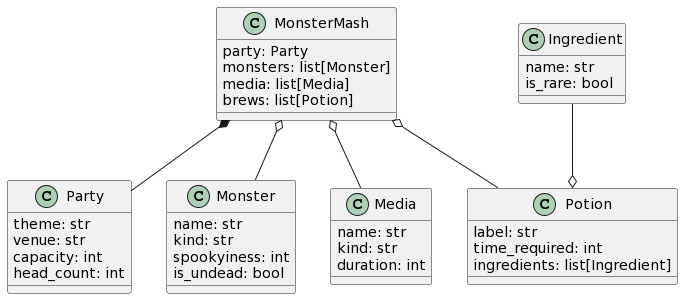 C MonsterMash
party: Party
monsters: list[Monster]
media: list[Media]
brews: list[Potion]
C Ingredient
name: str
is_rare: bool
C Party
theme: str
venue: str
capacity: int
head_count: int
C Monster
name: str
kind: str
spookyiness: int
is_undead: bool
C Media
name: str
kind: str
duration: int
C Potion
label: str
time_required: int
ingredients: list[Ingredient]